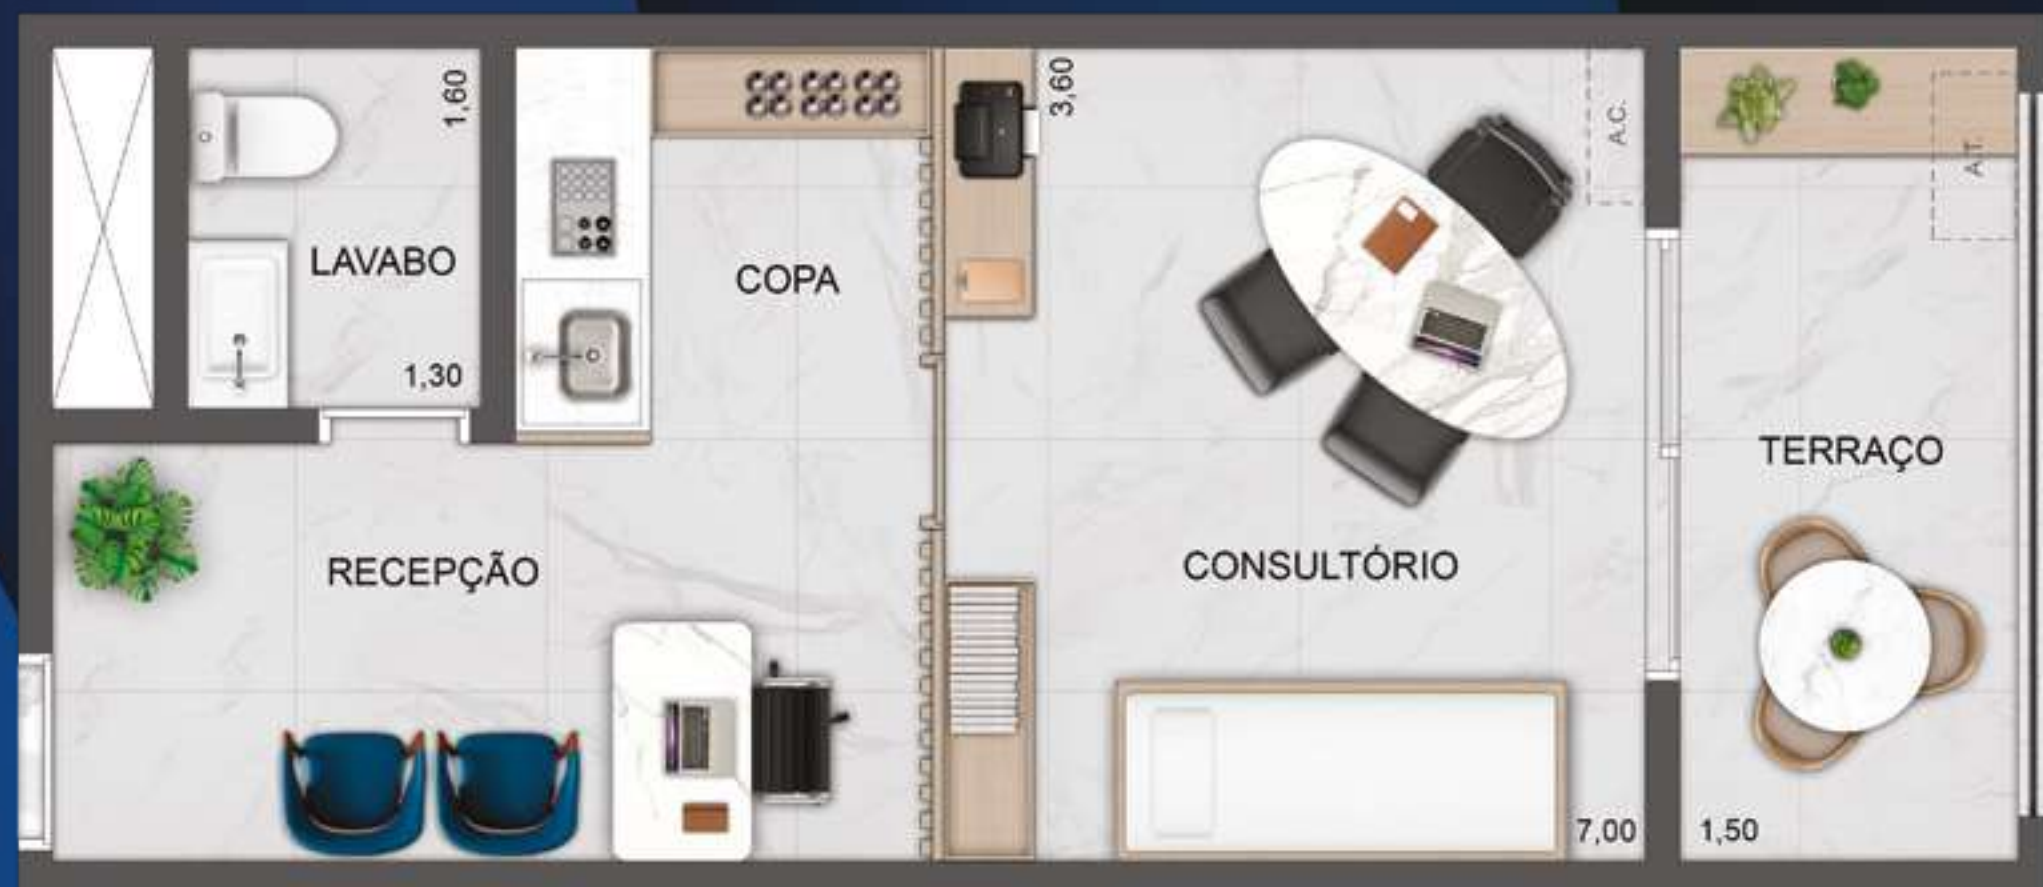 1,60
LAVABO
1,30
COPA
3,60
A.C.
A.T.
TERRAÇO
RECEPÇÃO
CONSULTÓRIO
7,00
1,50